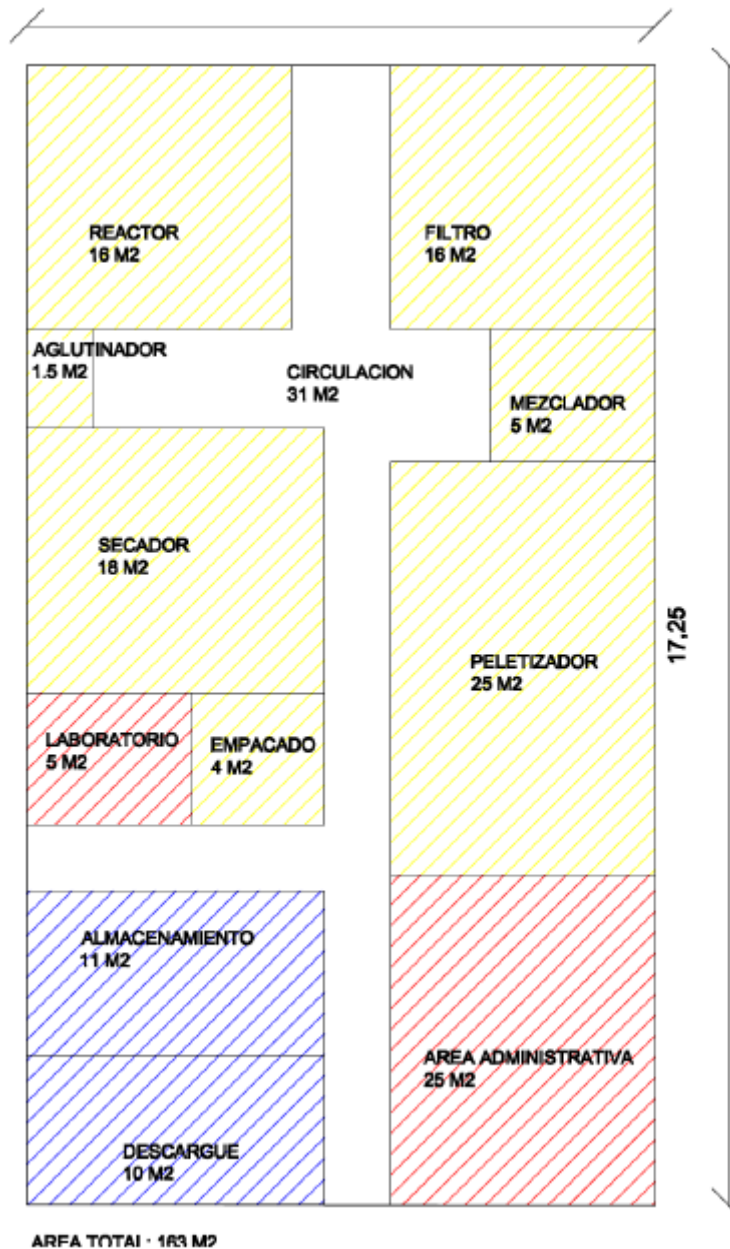 REACTOR
16 M2
FILTRO
16 M2
AGLUTINADOR
1.5 M2
CIRCULACION
31 M2
MEZCLADOR
5 M2
SECADOR
18 M2
PELETIZADOR
25 M2
17,25
LABORATORIO
5 M2
EMPACADO
4 M2
ALMACENAMIENTO
11 M2
AREA ADMINISTRATIVA
25 M2
DESCARGUE
10 M2
AREA TOTAL: 163 M2